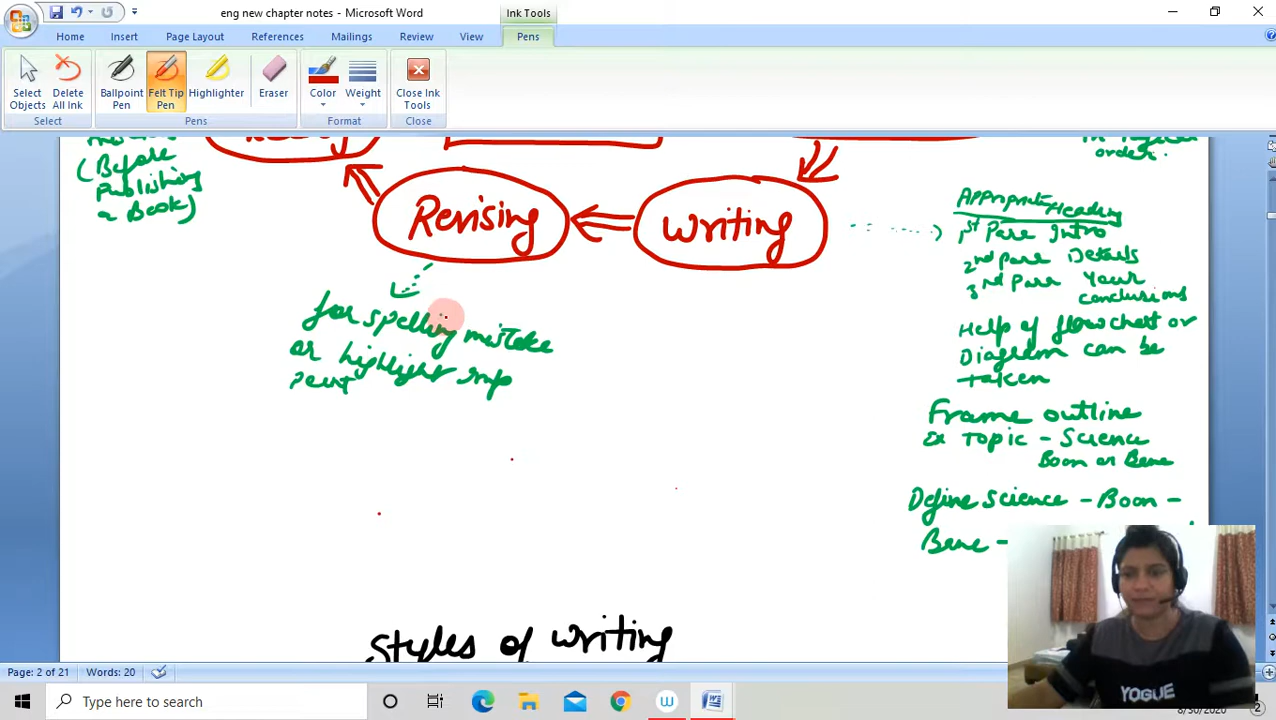 eng new chapter notes - Microsoft Word
Ink Tools
Home Insert Page Layout References Mailings Review View Pens
Select Objects
Delete All Ink
Ballpoint Pen
Felt Tip Pen
Highlighter
Eraser
Color
Weight
Close Ink Tools
Select Pens Format Close
(Before
Publishing
a Book)
order.
Revising
Writing
for spelling mistake
or highlight imp
Appropriate Heading
1st Para Intro
2nd para Details
3rd Para Your
conclusions
Help of flowchart or
Diagram can be
taken
Frame outline
Ex Topic - Science
Boon or Bane
Define Science - Boon -
Bane -
Styles of writing
YOGUE
Page: 2 of 21
Words: 20
Type here to search
8/30/2020
2